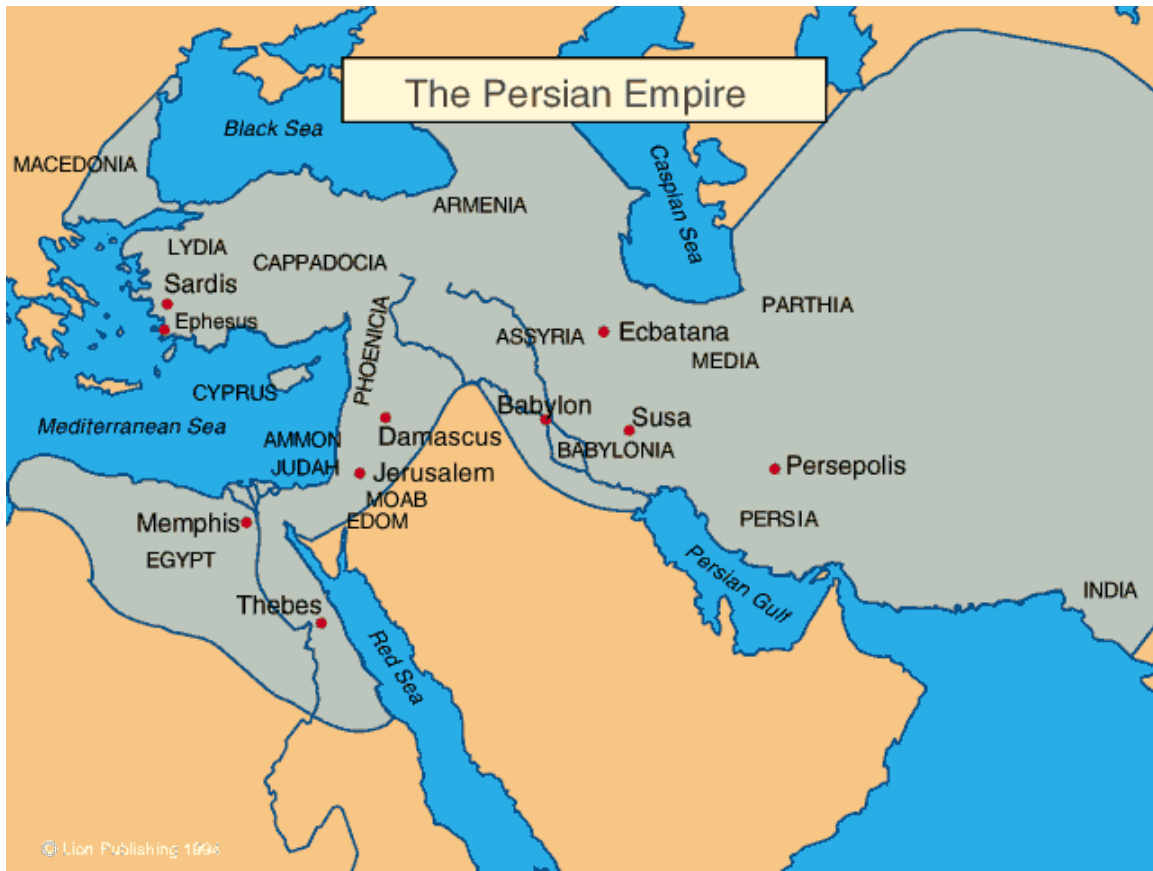 The Persian Empire
Black Sea
MACEDONIA
Caspian Sea
ARMENIA
LYDIA
CAPPADOCIA
Sardis
PARTHIA
Ephesus
PHOENICIA
ASSYRIA
Ecbatana
MEDIA
CYPRUS
Babylon
Susa
Mediterranean Sea
AMMON
Damascus
BABYLONIA
JUDAH
Jerusalem
Persepolis
MOAB
Memphis
EDOM
PERSIA
EGYPT
Persian Gulf
INDIA
Thebes
Red Sea
© Lion Publishing 1994